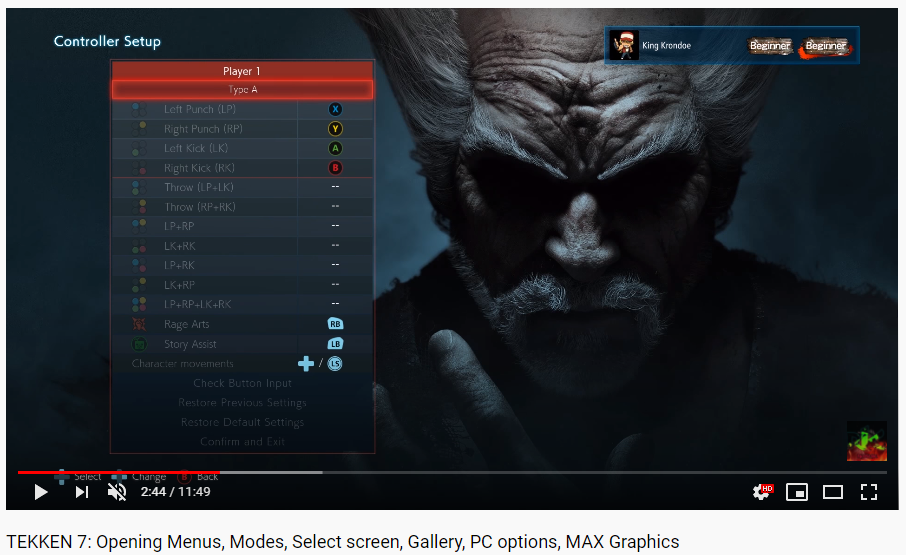 Controller Setup
King Krondoe
Beginner
Beginner
Player 1
Type A
Left Punch (LP) X
Right Punch (RP) Y
Left Kick (LK) A
Right Kick (RK) B
Throw (LP+LK) --
Throw (RP+RK) --
LP+RP --
LK+RK --
LP+RK --
LK+RP --
LP+RP+LK+RK --
Rage Arts RB
Story Assist LB
Character movements / LS
Check Button Input
Restore Previous Settings
Restore Default Settings
Confirm and Exit
Select Change B Back
2:44 / 11:49 HD
TEKKEN 7: Opening Menus, Modes, Select screen, Gallery, PC options, MAX Graphics